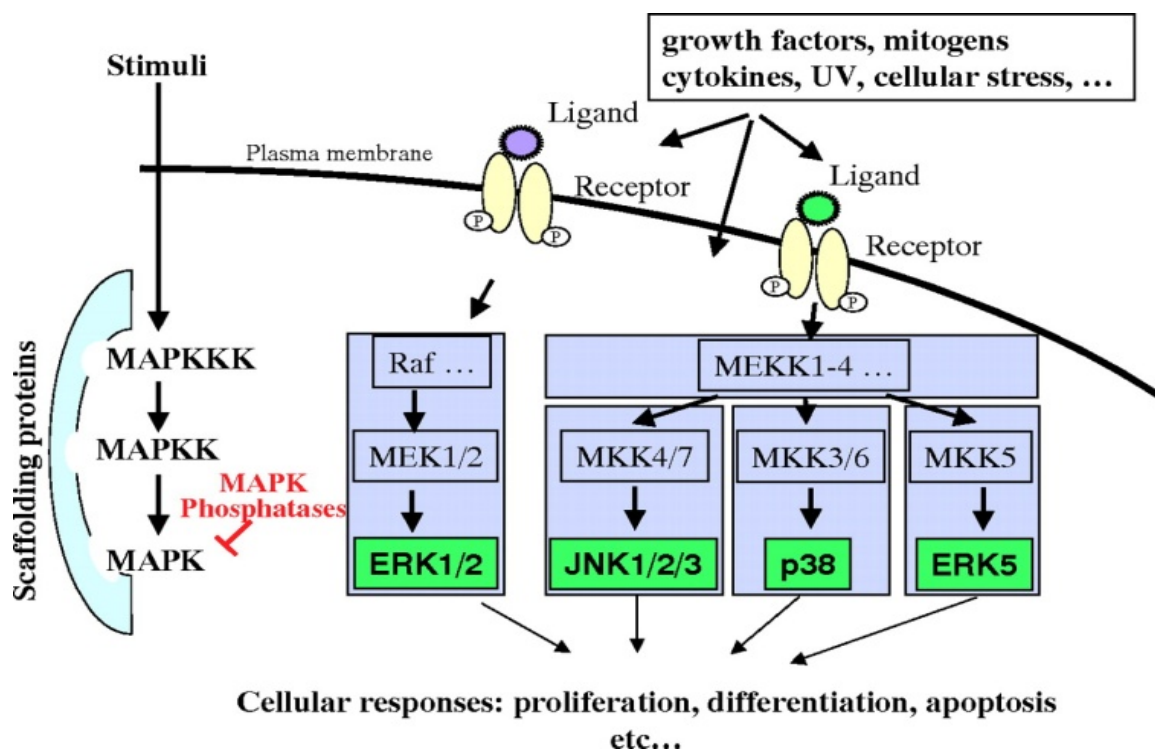 Stimuli
growth factors, mitogens
cytokines, UV, cellular stress, …
Ligand
Plasma membrane
Receptor
P
P
Ligand
Receptor
P
P
Scaffolding proteins
MAPKKK
MAPKK
MAPK
Phosphatases
MAPK
Raf …
MEK1/2
ERK1/2
MEKK1-4 …
MKK4/7
MKK3/6
MKK5
JNK1/2/3
p38
ERK5
Cellular responses: proliferation, differentiation, apoptosis
etc…